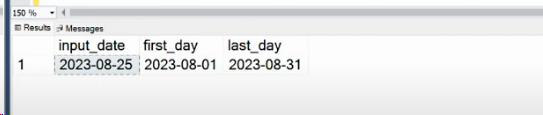 150 %
Results Messages
input_date first_day last_day
1 2023-08-25 2023-08-01 2023-08-31